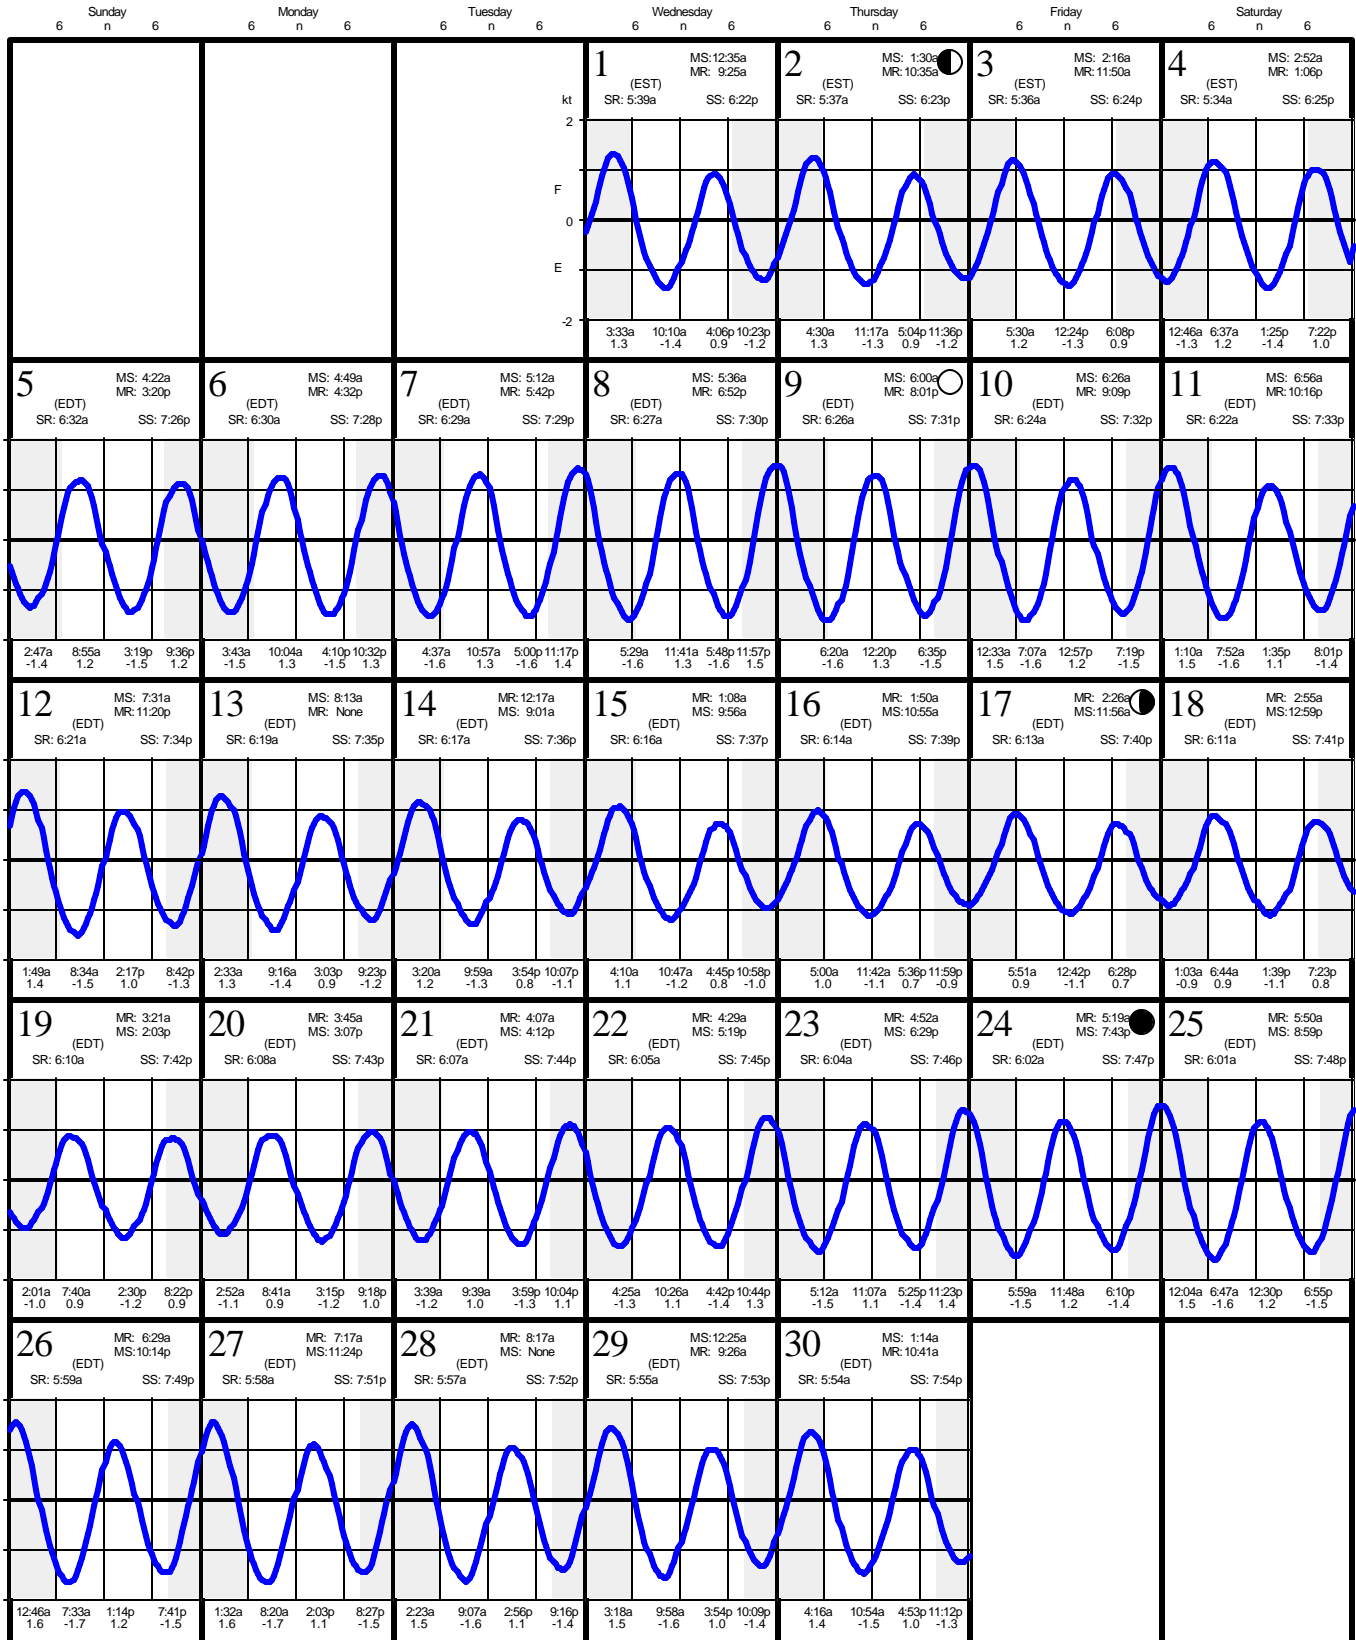 Sunday Monday Tuesday Wednesday Thursday Friday Saturday
6 n 6 6 n 6 6 n 6 6 n 6 6 n 6 6 n 6 6 n 6
1 MS:12:35a 2 MS: 1:30a 3 MS: 2:16a 4 MS: 2:52a
MR: 9:25a MR:10:35a MR:11:50a MR: 1:06p
(EST) (EST) (EST) (EST)
kt SR: 5:39a SS: 6:22p SR: 5:37a SS: 6:23p SR: 5:36a SS: 6:24p SR: 5:34a SS: 6:25p
2
F
0
E
-2
3:33a 10:10a 4:06p 10:23p 4:30a 11:17a 5:04p 11:36p 5:30a 12:24p 6:08p 12:46a 6:37a 1:25p 7:22p
1.3 -1.4 0.9 -1.2 1.3 -1.3 0.9 -1.2 1.2 -1.3 0.9 -1.3 1.2 -1.4 1.0
5 MS: 4:22a 6 MS: 4:49a 7 MS: 5:12a 8 MS: 5:36a 9 MS: 6:00a 10 MS: 6:26a 11 MS: 6:56a
MR: 3:20p MR: 4:32p MR: 5:42p MR: 6:52p MR: 8:01p MR: 9:09p MR:10:16p
(EDT) (EDT) (EDT) (EDT) (EDT) (EDT) (EDT)
SR: 6:32a SS: 7:26p SR: 6:30a SS: 7:28p SR: 6:29a SS: 7:29p SR: 6:27a SS: 7:30p SR: 6:26a SS: 7:31p SR: 6:24a SS: 7:32p SR: 6:22a SS: 7:33p
2:47a 8:55a 3:19p 9:36p 3:43a 10:04a 4:10p 10:32p 4:37a 10:57a 5:00p 11:17p 5:29a 11:41a 5:48p 11:57p 6:20a 12:20p 6:35p 12:33a 7:07a 12:57p 7:19p 1:10a 7:52a 1:35p 8:01p
-1.4 1.2 -1.5 1.2 -1.5 1.3 -1.5 1.3 -1.6 1.3 -1.6 1.4 -1.6 1.3 -1.6 1.5 -1.6 1.3 -1.5 1.5 -1.6 1.2 -1.5 1.5 -1.6 1.1 -1.4
12 MS: 7:31a 13 MS: 8:13a 14 MR:12:17a 15 MR: 1:08a 16 MR: 1:50a 17 MR: 2:26a 18 MR: 2:55a
MR:11:20p MR: None MS: 9:01a MS: 9:56a MS:10:55a MS:11:56a MS:12:59p
(EDT) (EDT) (EDT) (EDT) (EDT) (EDT) (EDT)
SR: 6:21a SS: 7:34p SR: 6:19a SS: 7:35p SR: 6:17a SS: 7:36p SR: 6:16a SS: 7:37p SR: 6:14a SS: 7:39p SR: 6:13a SS: 7:40p SR: 6:11a SS: 7:41p
1:49a 8:34a 2:17p 8:42p 2:33a 9:16a 3:03p 9:23p 3:20a 9:59a 3:54p 10:07p 4:10a 10:47a 4:45p 10:58p 5:00a 11:42a 5:36p 11:59p 5:51a 12:42p 6:28p 1:03a 6:44a 1:39p 7:23p
1.4 -1.5 1.0 -1.3 1.3 -1.4 0.9 -1.2 1.2 -1.3 0.8 -1.1 1.1 -1.2 0.8 -1.0 1.0 -1.1 0.7 -0.9 0.9 -1.1 0.7 -0.9 0.9 -1.1 0.8
19 MR: 3:21a 20 MR: 3:45a 21 MR: 4:07a 22 MR: 4:29a 23 MR: 4:52a 24 MR: 5:19a 25 MR: 5:50a
MS: 2:03p MS: 3:07p MS: 4:12p MS: 5:19p MS: 6:29p MS: 7:43p MS: 8:59p
(EDT) (EDT) (EDT) (EDT) (EDT) (EDT) (EDT)
SR: 6:10a SS: 7:42p SR: 6:08a SS: 7:43p SR: 6:07a SS: 7:44p SR: 6:05a SS: 7:45p SR: 6:04a SS: 7:46p SR: 6:02a SS: 7:47p SR: 6:01a SS: 7:48p
2:01a 7:40a 2:30p 8:22p 2:52a 8:41a 3:15p 9:18p 3:39a 9:39a 3:59p 10:04p 4:25a 10:26a 4:42p 10:44p 5:12a 11:07a 5:25p 11:23p 5:59a 11:48a 6:10p 12:04a 6:47a 12:30p 6:55p
-1.0 0.9 -1.2 0.9 -1.1 0.9 -1.2 1.0 -1.2 1.0 -1.3 1.1 -1.3 1.1 -1.4 1.3 -1.5 1.1 -1.4 1.4 -1.5 1.2 -1.4 1.5 -1.6 1.2 -1.5
26 MR: 6:29a 27 MR: 7:17a 28 MR: 8:17a 29 MS:12:25a 30 MS: 1:14a
MS:10:14p MS:11:24p MS: None MR: 9:26a MR:10:41a
(EDT) (EDT) (EDT) (EDT) (EDT)
SR: 5:59a SS: 7:49p SR: 5:58a SS: 7:51p SR: 5:57a SS: 7:52p SR: 5:55a SS: 7:53p SR: 5:54a SS: 7:54p
12:46a 7:33a 1:14p 7:41p 1:32a 8:20a 2:03p 8:27p 2:23a 9:07a 2:56p 9:16p 3:18a 9:58a 3:54p 10:09p 4:16a 10:54a 4:53p 11:12p
1.6 -1.7 1.2 -1.5 1.6 -1.7 1.1 -1.5 1.5 -1.6 1.1 -1.4 1.5 -1.6 1.0 -1.4 1.4 -1.5 1.0 -1.3